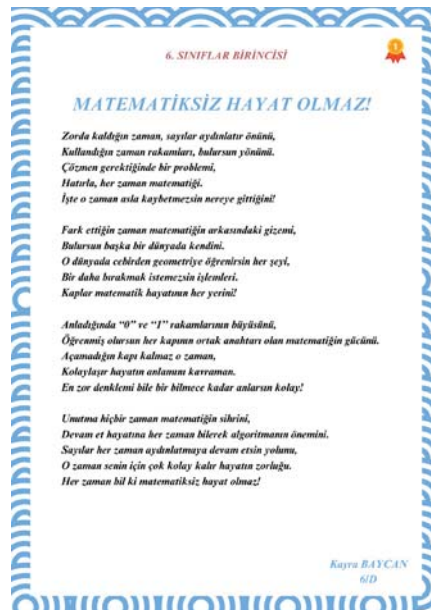 6. SINIFLAR BİRİNCİSİ
1
MATEMATİKSİZ HAYAT OLMAZ!
Zorda kaldığın zaman, sayılar aydınlatır önünü,
Kullandığın zaman rakamları, bulursun yönünü.
Çözmen gerektiğinde bir problemi,
Hatırla, her zaman matematiği.
İşte o zaman asla kaybetmezsin nereye gittiğini!
Fark ettiğin zaman matematiğin arkasındaki gizemi,
Bulursun başka bir dünyada kendini.
O dünyada cebirden geometriye öğrenirsin her şeyi,
Bir daha bırakmak istemezsin işlemleri.
Kaplar matematik hayatının her yerini!
Anladığında “0” ve “1” rakamlarının büyüsünü,
Öğrenmiş olursun her kapının ortak anahtarı olan matematiğin gücünü.
Açamadığın kapı kalmaz o zaman,
Kolaylaşır hayatın anlamını kavraman.
En zor denklemi bile bir bilmece kadar anlarsın kolay!
Unutma hiçbir zaman matematiğin sihrini,
Devam et hayatına her zaman bilerek algoritmanın önemini.
Sayılar her zaman aydınlatmaya devam etsin yolunu,
O zaman senin için çok kolay kalır hayatın zorluğu.
Her zaman bil ki matematiksiz hayat olmaz!
Kayra BAYCAN
6/D